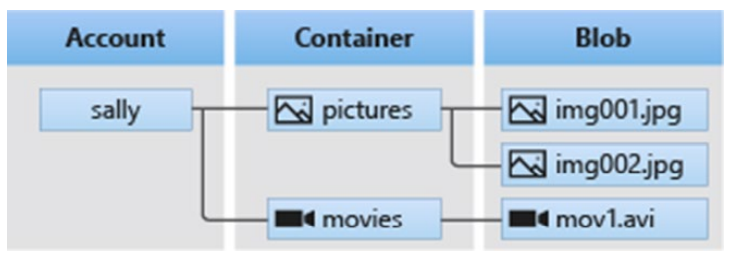 Account Container Blob
sally pictures img001.jpg
img002.jpg
movies mov1.avi